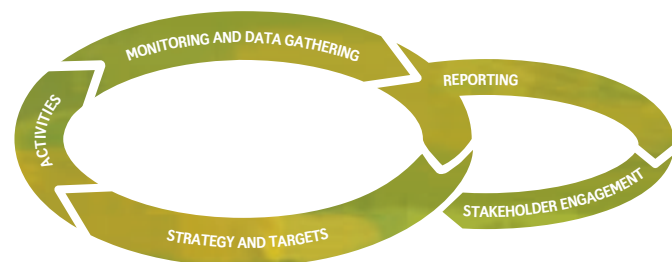 MONITORING AND DATA GATHERING
REPORTING
ACTIVITIES
STAKEHOLDER ENGAGEMENT
STRATEGY AND TARGETS